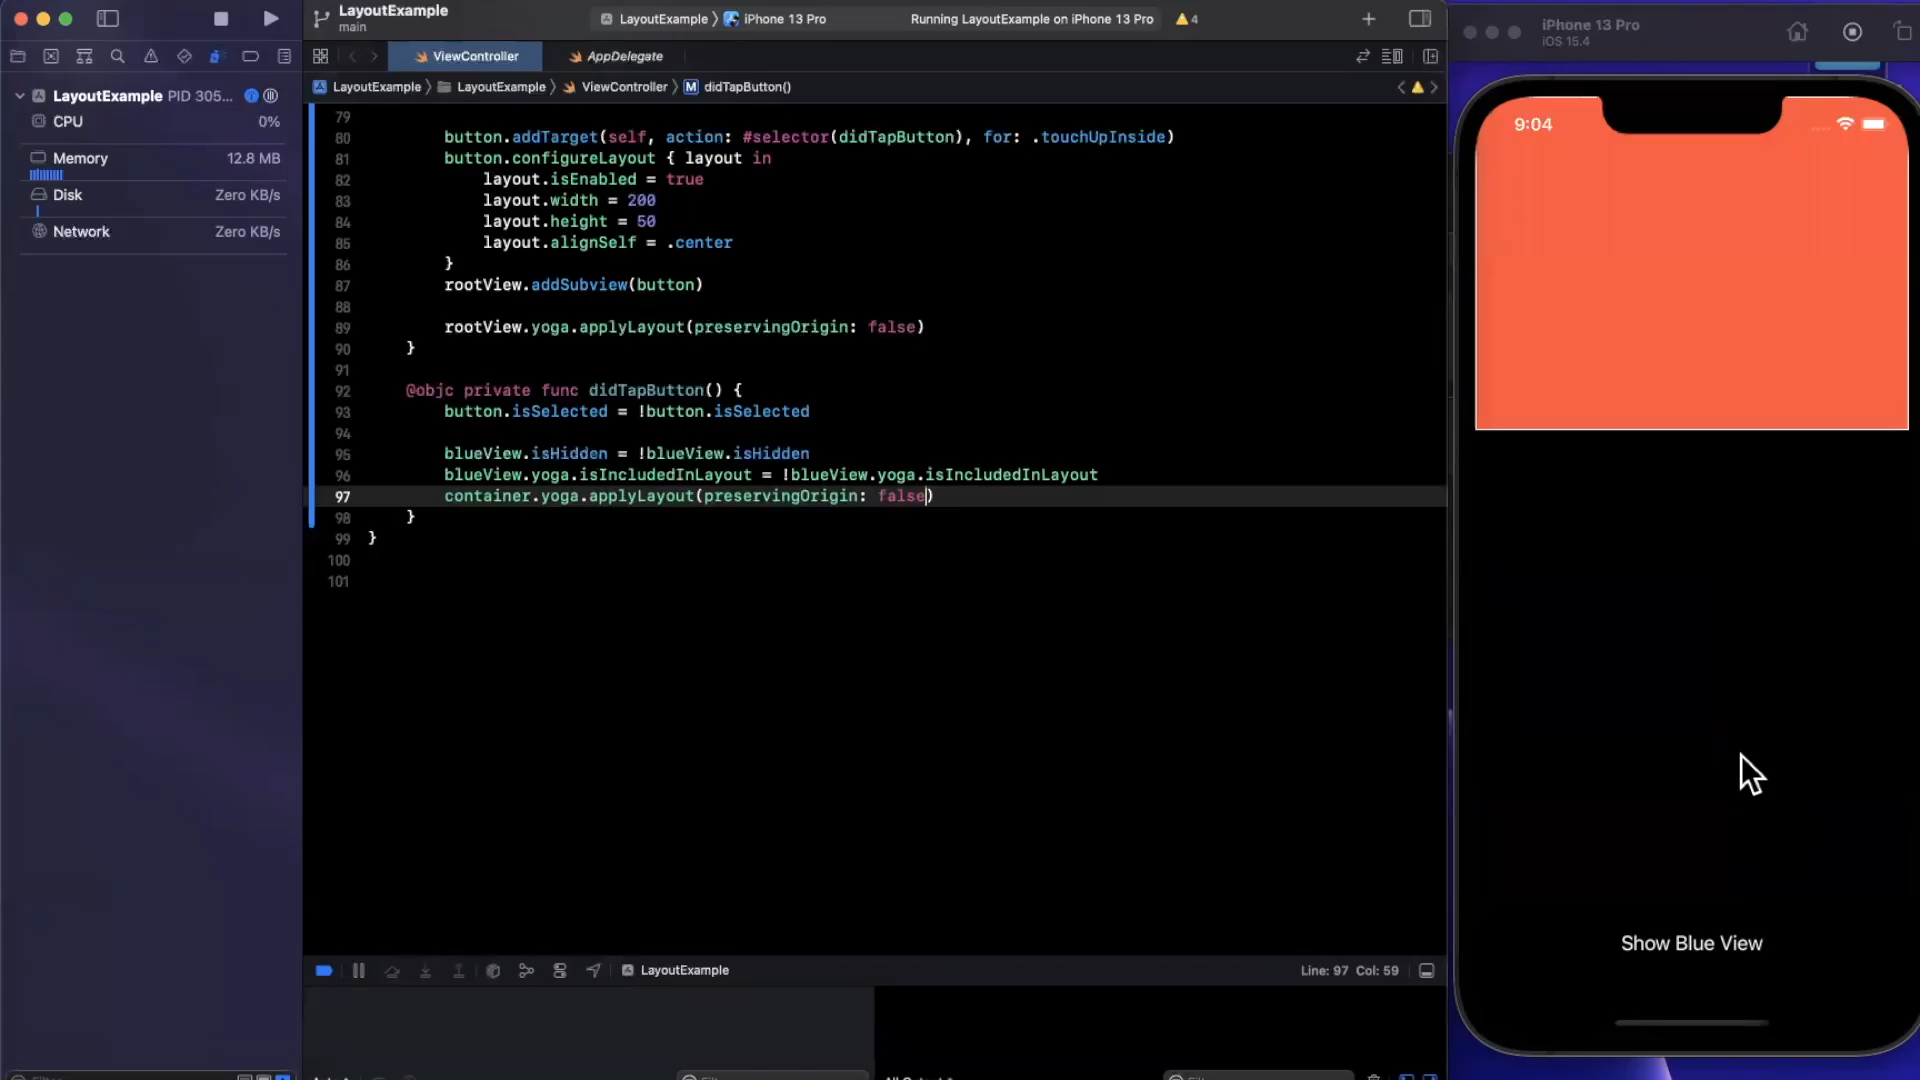 LayoutExample
main
LayoutExample 〉 iPhone 13 Pro
Running LayoutExample on iPhone 13 Pro
4
ViewController
AppDelegate
LayoutExample 〉 LayoutExample 〉 ViewController 〉 M didTapButton()
LayoutExample PID 305...
CPU 0%
Memory 12.8 MB
Disk Zero KB/s
Network Zero KB/s
79
80 button.addTarget(self, action: #selector(didTapButton), for: .touchUpInside)
81 button.configureLayout { layout in
82 layout.isEnabled = true
83 layout.width = 200
84 layout.height = 50
85 layout.alignSelf = .center
86 }
87 rootView.addSubview(button)
88
89 rootView.yoga.applyLayout(preservingOrigin: false)
90 }
91
92 @objc private func didTapButton() {
93 button.isSelected = !button.isSelected
94
95 blueView.isHidden = !blueView.isHidden
96 blueView.yoga.isIncludedInLayout = !blueView.yoga.isIncludedInLayout
97 container.yoga.applyLayout(preservingOrigin: false)
98 }
99 }
100
101
LayoutExample
Line: 97 Col: 59
iPhone 13 Pro
iOS 15.4
9:04
Show Blue View